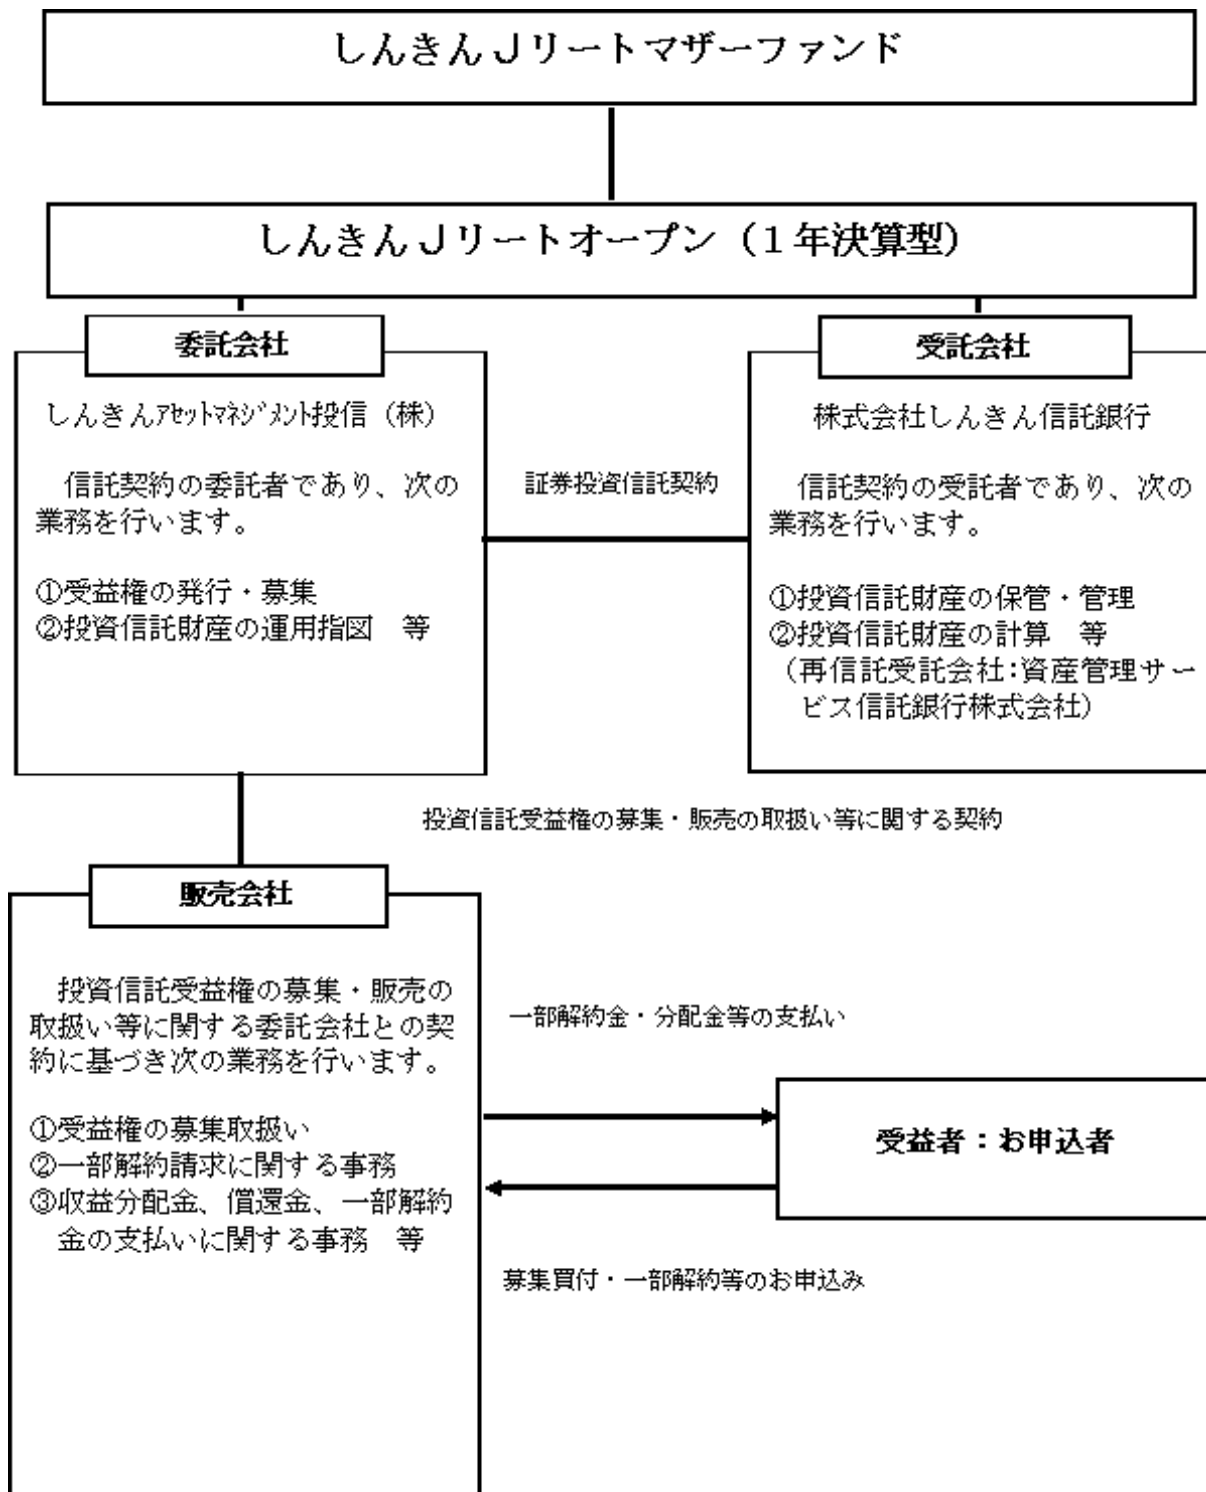 しんきんJリートマザーファンド
しんきんJリートオープン（1年決算型）
委託会社
しんきんアセットマネジメント投信（株）
信託契約の委託者であり、次の
業務を行います。
①受益権の発行・募集
②投資信託財産の運用指図　等
証券投資信託契約
受託会社
株式会社しんきん信託銀行
信託契約の受託者であり、次の
業務を行います。
①投資信託財産の保管・管理
②投資信託財産の計算　等
（再信託受託会社：資産管理サー
ビス信託銀行株式会社）
投資信託受益権の募集・販売の取扱い等に関する契約
販売会社
投資信託受益権の募集・販売の
取扱い等に関する委託会社との契
約に基づき次の業務を行います。
①受益権の募集取扱い
②一部解約請求に関する事務
③収益分配金、償還金、一部解約
金の支払いに関する事務　等
一部解約金・分配金等の支払い
受益者：お申込者
募集買付・一部解約等のお申込み